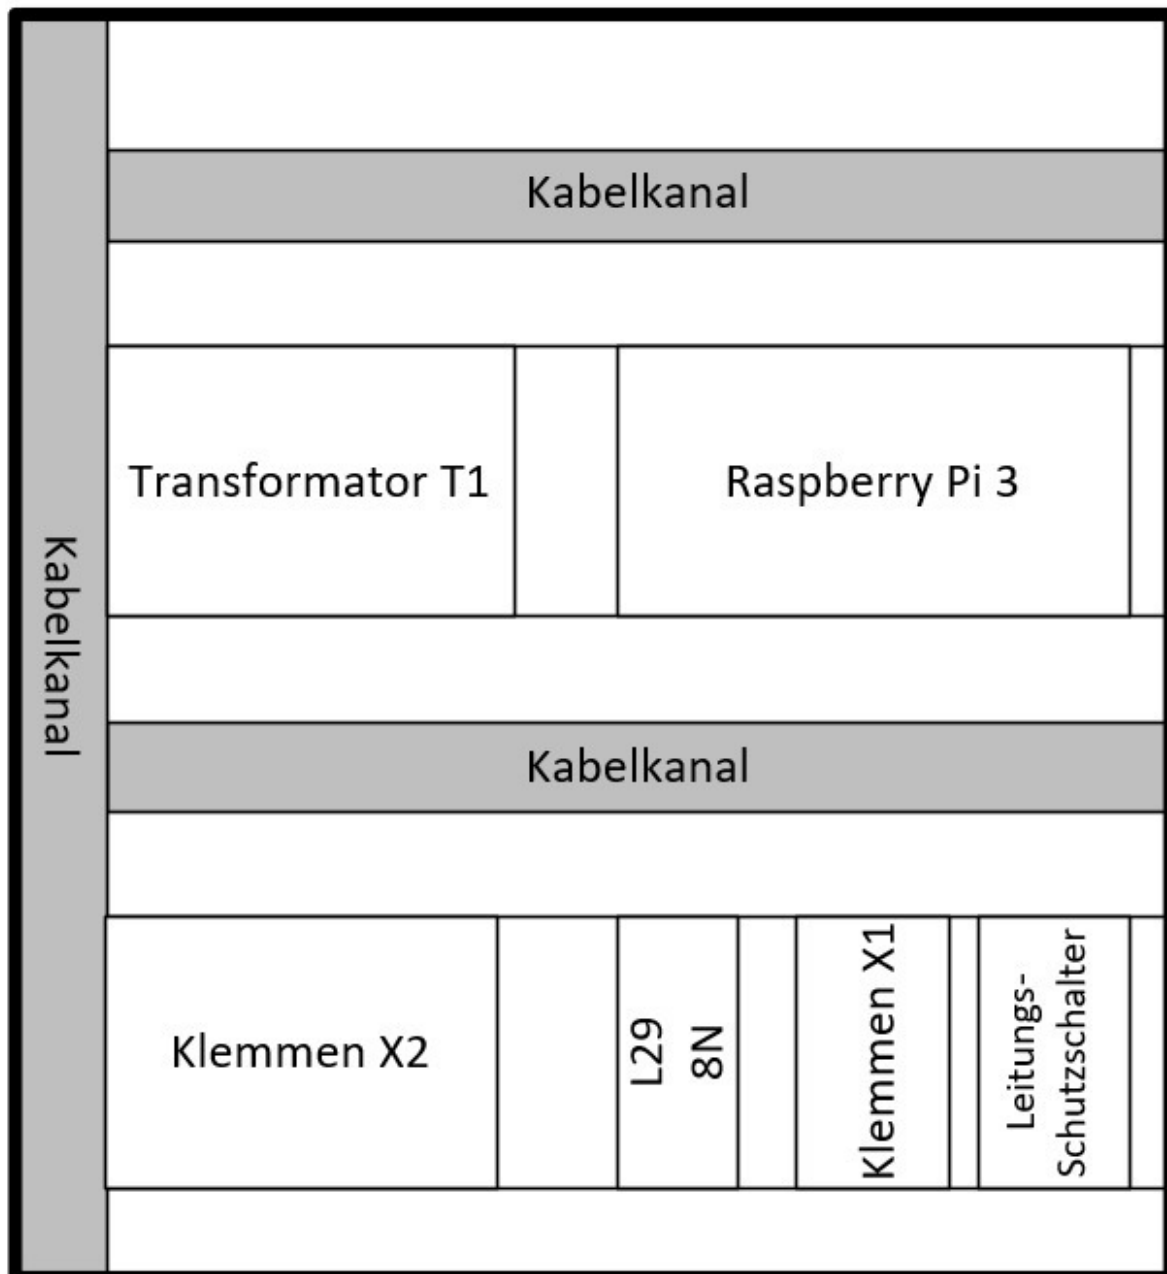 Kabelkanal
Kabelkanal
Transformator T1
Raspberry Pi 3
Kabelkanal
Klemmen X2
L29
8N
Klemmen X1
Leitungs-
Schutzschalter